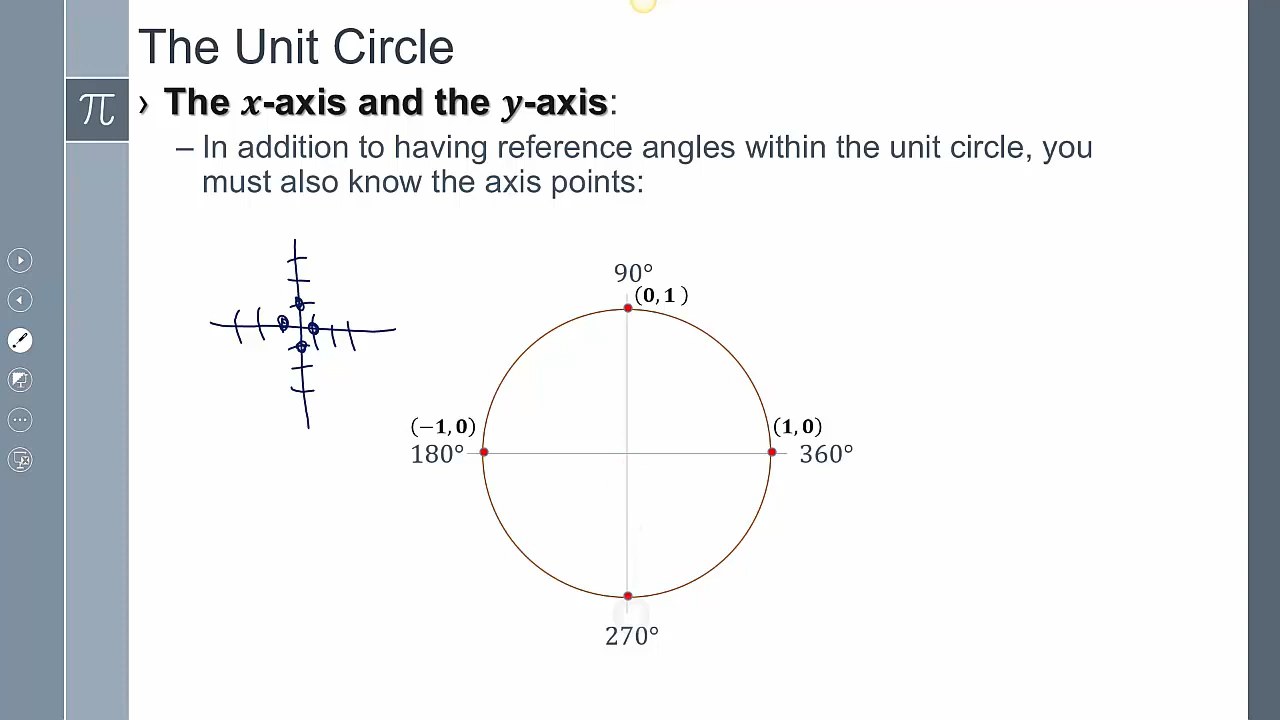 The Unit Circle
π
› The x-axis and the y-axis:
– In addition to having reference angles within the unit circle, you
must also know the axis points:
90°
(0,1 )
(−1,0)
(1,0)
180°
360°
270°